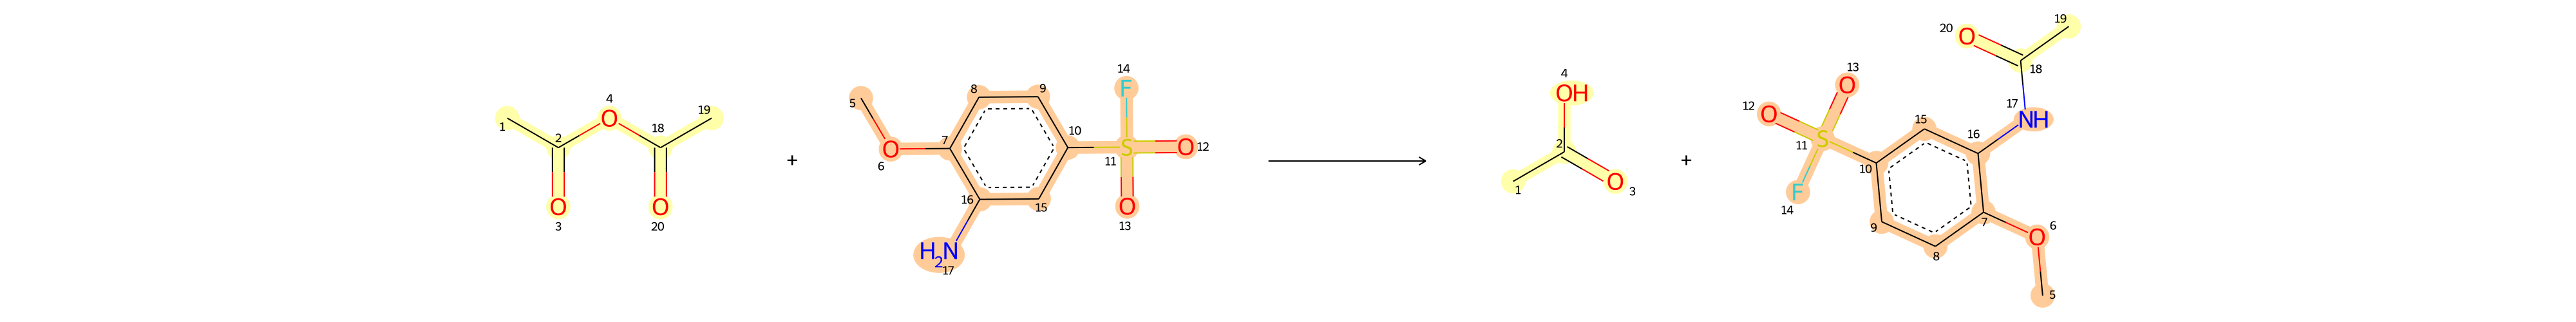 1 2 O 3 4 O 18 O 20 19
+
5 O 6 7 8 9 10 S 11 F 14 O 12 O 13 15 16 H2N 17
1 2 OH 4 O 3
+
O 20 19 18 17 NH 16 15 O 13 O 12 S 11 F 14 10 9 8 7 O 6 5